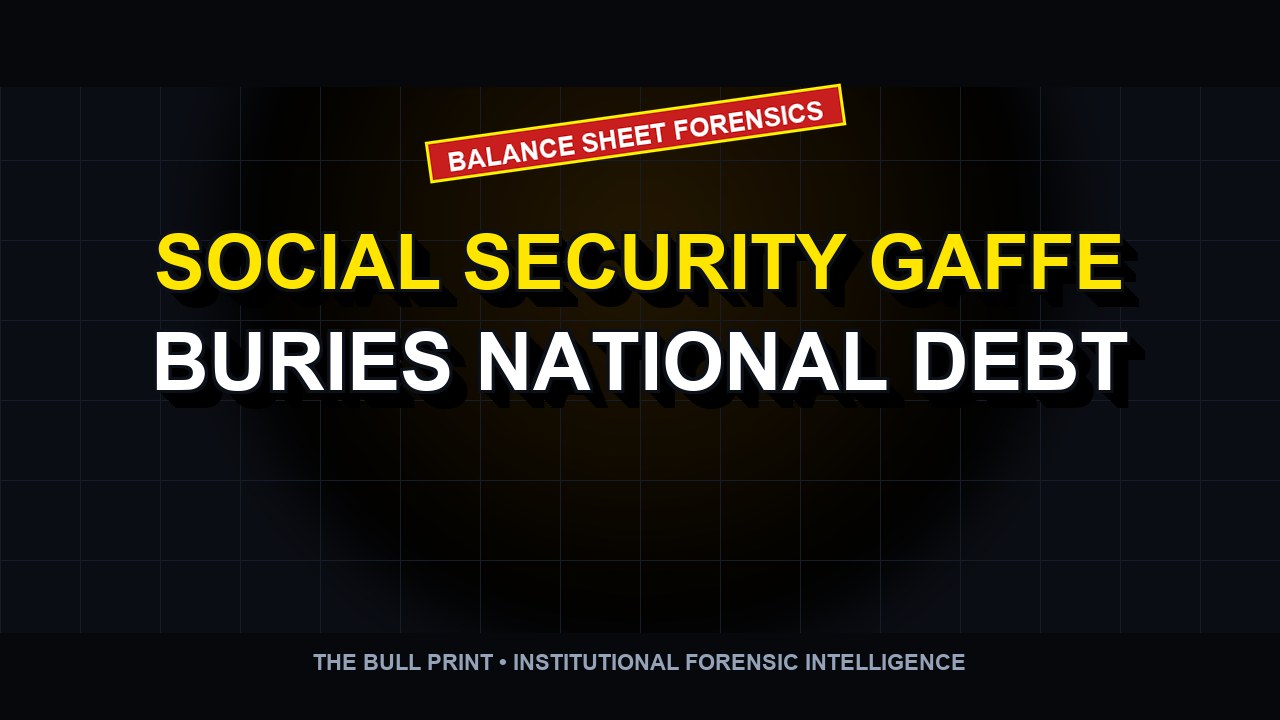 BALANCE SHEET FORENSICS
SOCIAL SECURITY GAFFE
BURIES NATIONAL DEBT
THE BULL PRINT • INSTITUTIONAL FORENSIC INTELLIGENCE